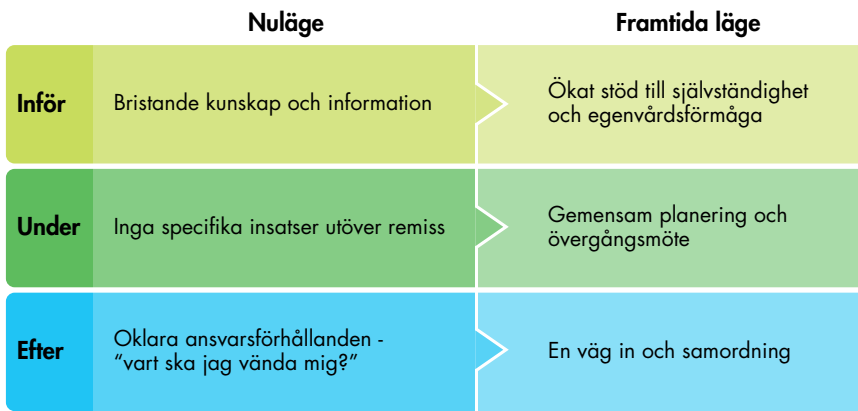 Nuläge
Framtida läge
Inför
Bristande kunskap och information
Ökat stöd till självständighet
och egenvårdsförmåga
Under
Inga specifika insatser utöver remiss
Gemensam planering och
övergångsmöte
Efter
Oklara ansvarsförhållanden -
“vart ska jag vända mig?”
En väg in och samordning